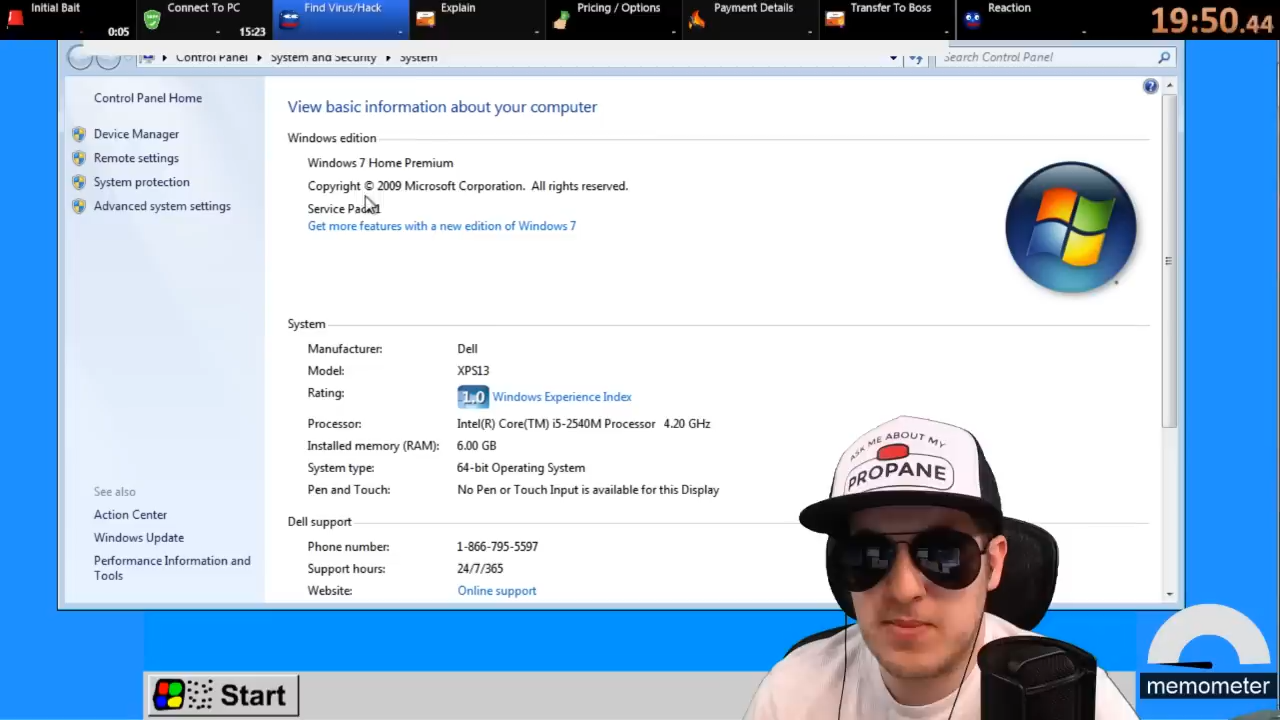 Initial Bait
0:05
Connect To PC
15:23
Find Virus/Hack
Explain
Pricing / Options
Payment Details
Transfer To Boss
Reaction
19:50.44
Control Panel
System and Security
System
Search Control Panel
Control Panel Home
Device Manager
Remote settings
System protection
Advanced system settings
See also
Action Center
Windows Update
Performance Information and
Tools
View basic information about your computer
Windows edition
Windows 7 Home Premium
Copyright © 2009 Microsoft Corporation. All rights reserved.
Service Pack 1
Get more features with a new edition of Windows 7
System
Manufacturer: Dell
Model: XPS13
Rating: 1.0 Windows Experience Index
Processor: Intel(R) Core(TM) i5-2540M Processor 4.20 GHz
Installed memory (RAM): 6.00 GB
System type: 64-bit Operating System
Pen and Touch: No Pen or Touch Input is available for this Display
Dell support
Phone number: 1-866-795-5597
Support hours: 24/7/365
Website: Online support
ASK ME ABOUT MY
PROPANE
Start
memometer